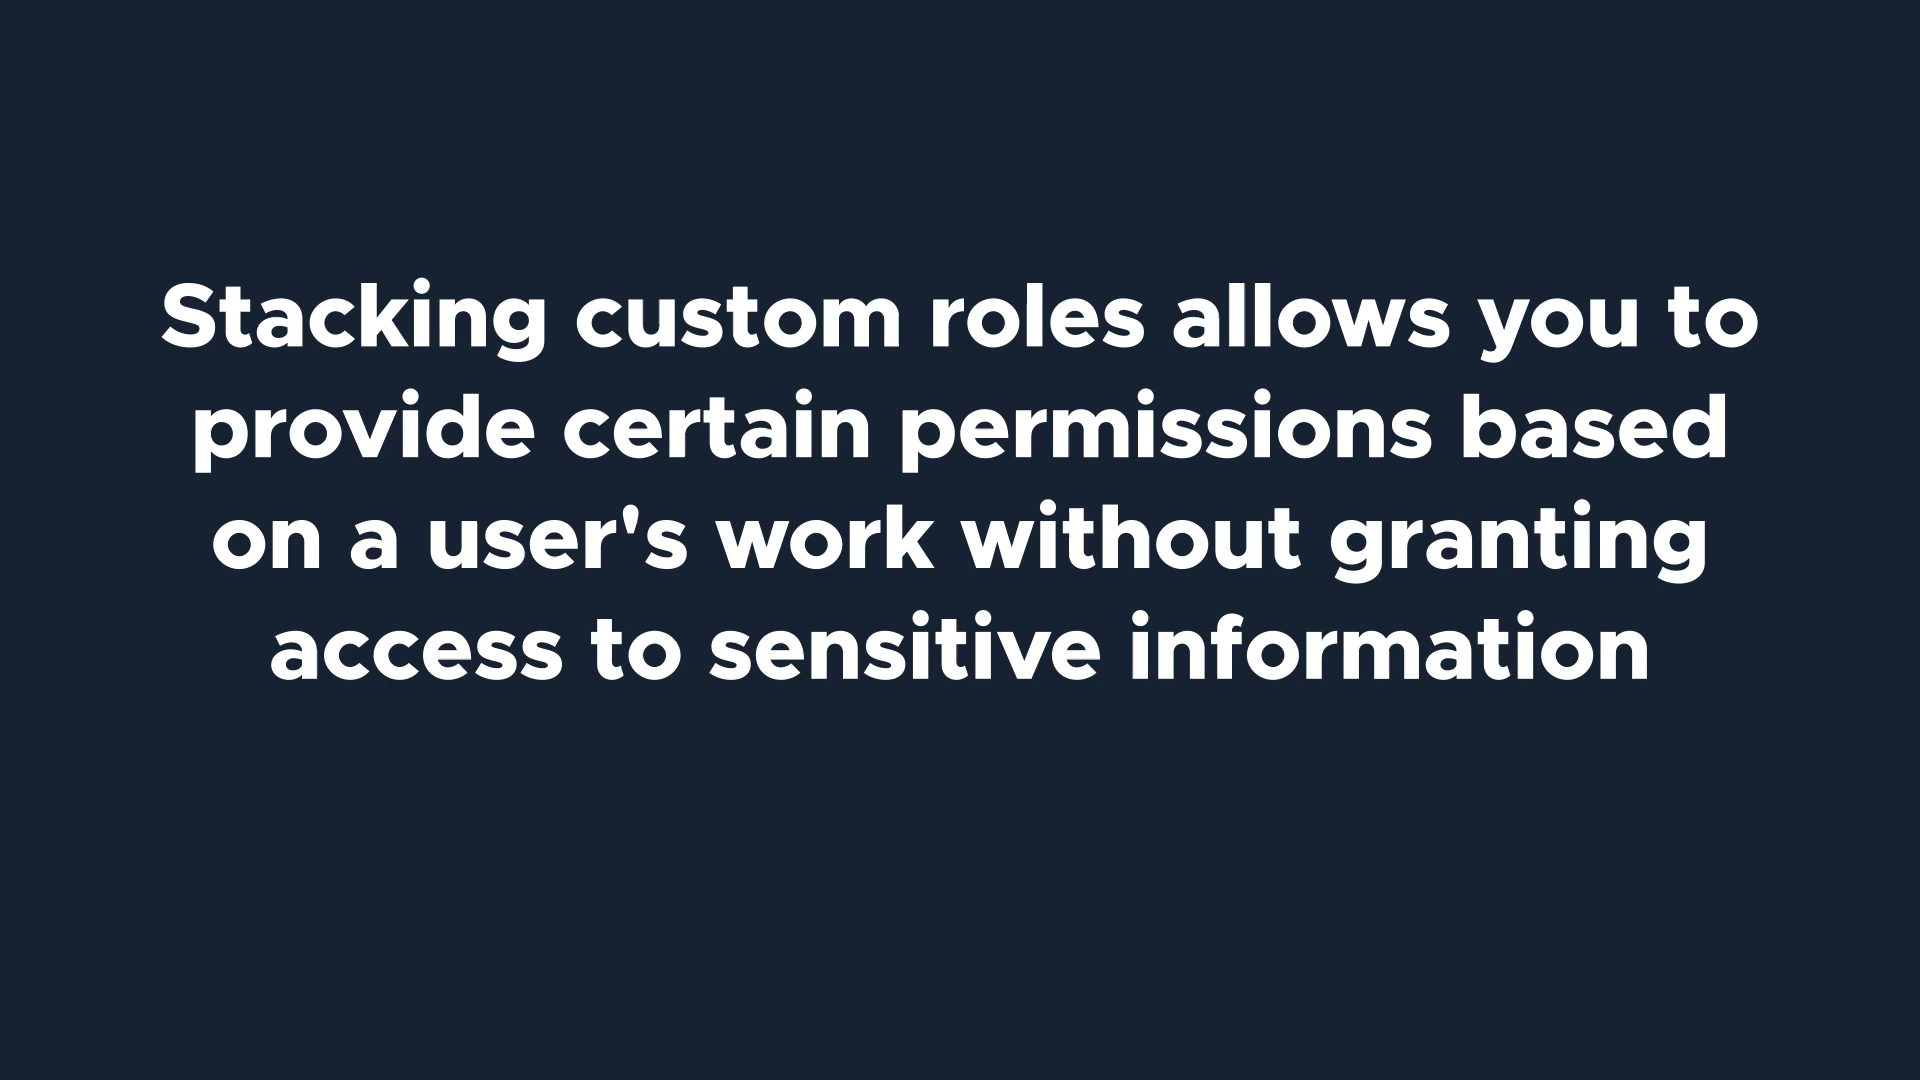 Stacking custom roles allows you to
provide certain permissions based
on a user's work without granting
access to sensitive information